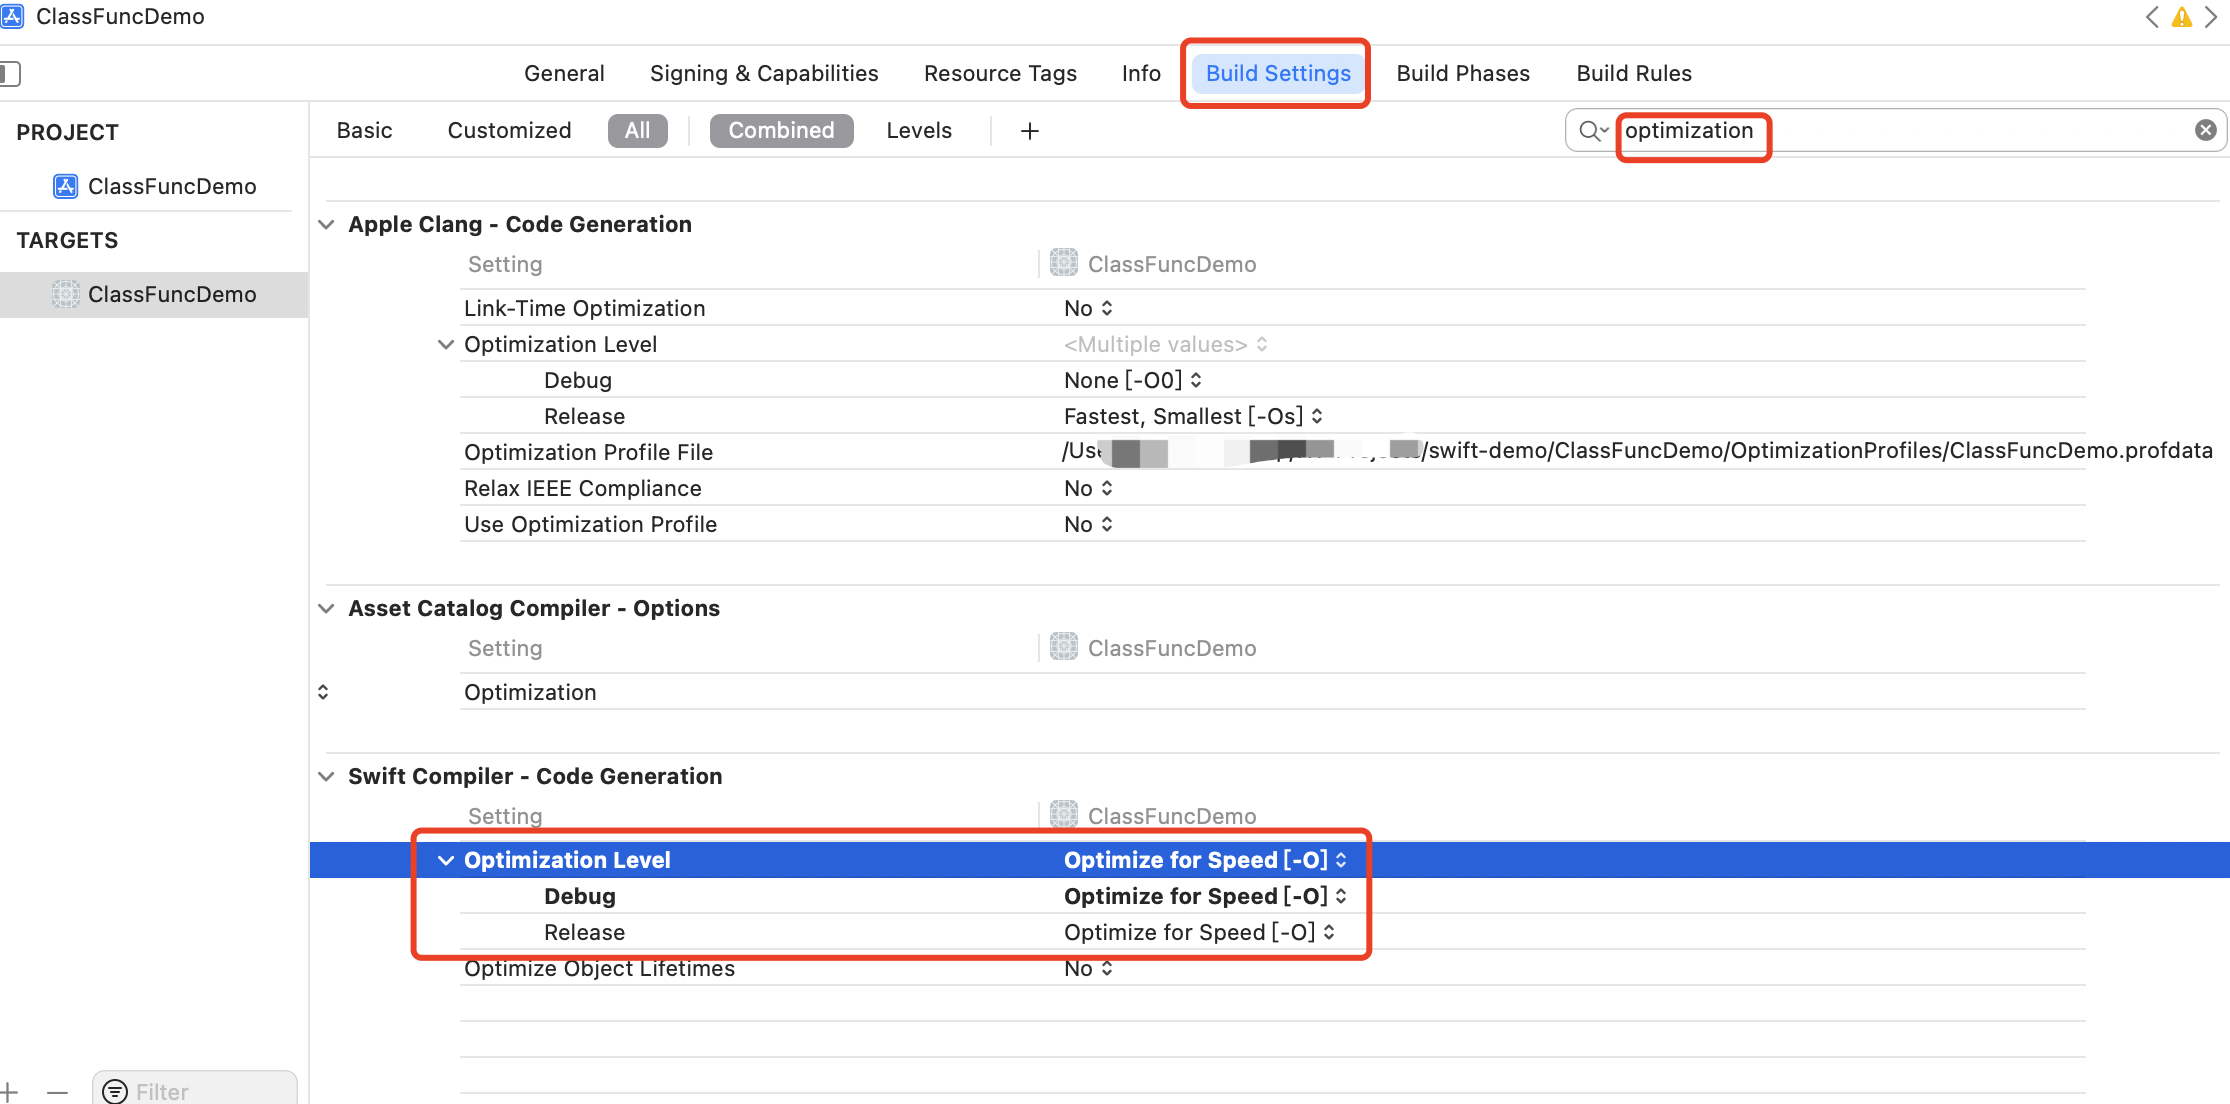 ClassFuncDemo
General Signing & Capabilities Resource Tags Info Build Settings Build Phases Build Rules
PROJECT
ClassFuncDemo
TARGETS
ClassFuncDemo
Basic Customized All Combined Levels + optimization
Apple Clang - Code Generation
Setting ClassFuncDemo
Link-Time Optimization No
Optimization Level <Multiple values>
Debug None [-O0]
Release Fastest, Smallest [-Os]
Optimization Profile File /Use /swift-demo/ClassFuncDemo/OptimizationProfiles/ClassFuncDemo.profdata
Relax IEEE Compliance No
Use Optimization Profile No
Asset Catalog Compiler - Options
Setting ClassFuncDemo
Optimization
Swift Compiler - Code Generation
Setting ClassFuncDemo
Optimization Level Optimize for Speed [-O]
Debug Optimize for Speed [-O]
Release Optimize for Speed [-O]
Optimize Object Lifetimes No
Filter